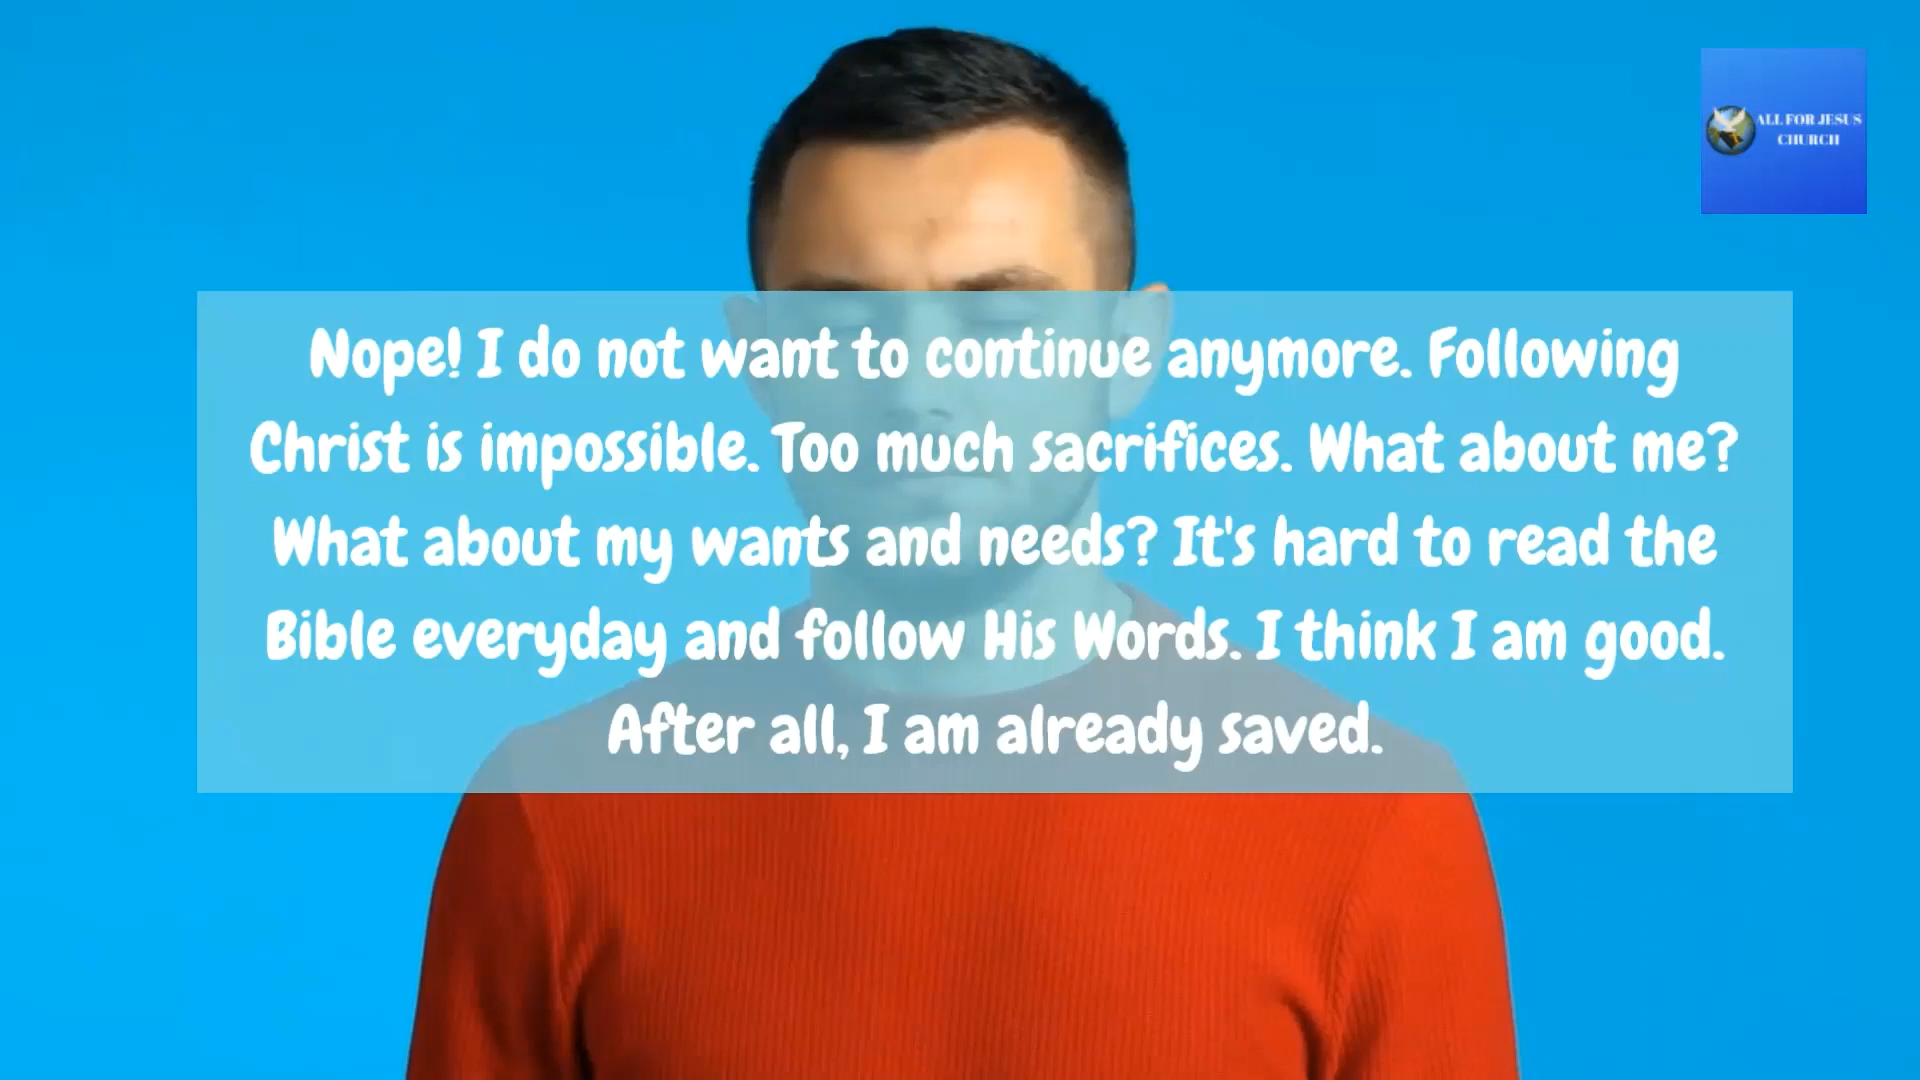 ALL FOR JESUS
CHURCH
Nope! I do not want to continue anymore. Following
Christ is impossible. Too much sacrifices. What about me?
What about my wants and needs? It's hard to read the
Bible everyday and follow His Words. I think I am good.
After all, I am already saved.